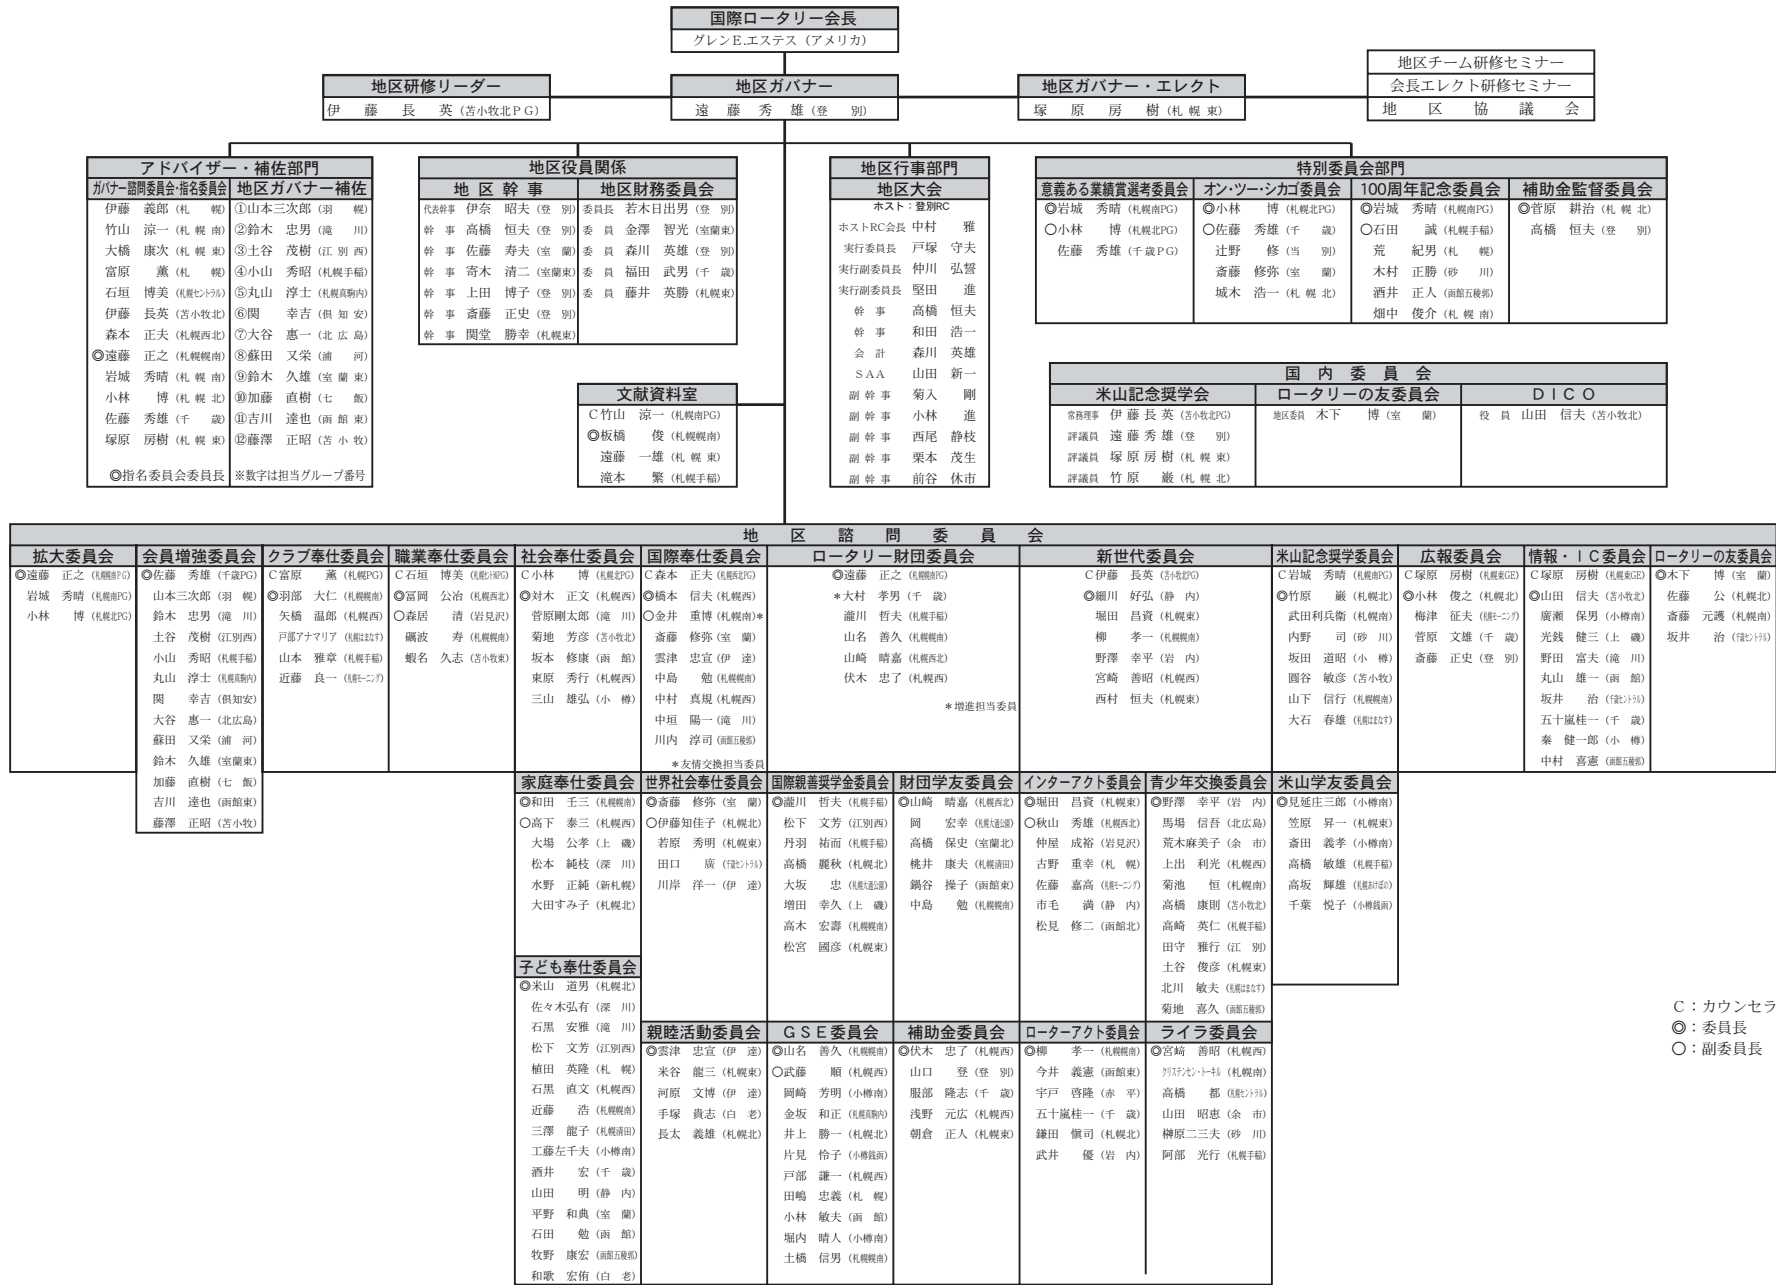 国際ロータリー会長
グレンE.エステス（アメリカ）
地区研修リーダー
伊藤長英（苫小牧北PG）
地区ガバナー
遠藤秀雄（登別）
地区ガバナー・エレクト
塚原房樹（札幌東）
地区チーム研修セミナー
会長エレクト研修セミナー
地区協議会
アドバイザー・補佐部門
ガバナー諮問委員会・指名委員会
伊藤 義郎（札幌）
竹山 涼一（札幌南）
大橋 康次（札幌東）
富原 薫（札幌）
石垣 博美（札幌セントラル）
伊藤 長英（苫小牧北）
森本 正夫（札幌西北）
◎遠藤 正之（札幌幌南）
岩城 秀晴（札幌南）
小林 博（札幌北）
佐藤 秀雄（千歳）
塚原 房樹（札幌東）
◎指名委員会委員長
地区ガバナー補佐
①山本三次郎（羽幌）
②鈴木 忠男（滝川）
③土谷 茂樹（江別西）
④小山 秀昭（札幌手稲）
⑤丸山 淳士（札幌真駒内）
⑥関 幸吉（倶知安）
⑦大谷 惠一（北広島）
⑧蘇田 又栄（浦河）
⑨鈴木 久雄（室蘭東）
⑩加藤 直樹（七飯）
⑪吉川 達也（函館東）
⑫藤澤 正昭（苫小牧）
※数字は担当グループ番号
地区役員関係
地区幹事
代表幹事 伊奈 昭夫（登別）
幹事 高橋 恒夫（登別）
幹事 佐藤 寿夫（室蘭）
幹事 寄木 清二（室蘭東）
幹事 上田 博子（登別）
幹事 斎藤 正史（登別）
幹事 関堂 勝幸（札幌東）
地区財務委員会
委員長 若木日出男（登別）
委員 金澤 智光（室蘭東）
委員 森川 英雄（登別）
委員 福田 武男（千歳）
委員 藤井 英勝（札幌東）
地区行事部門
地区大会
ホスト：登別RC
ホストRC会長 中村 雅
実行委員長 戸塚 守夫
実行副委員長 仲川 弘誓
実行副委員長 堅田 進
幹事 高橋 恒夫
幹事 和田 浩一
会計 森川 英雄
SAA 山田 新一
副幹事 菊入 剛
副幹事 小林 進
副幹事 西尾 静枝
副幹事 栗本 茂生
副幹事 前谷 休市
特別委員会部門
意義ある業績賞選考委員会
◎岩城 秀晴（札幌南PG）
○小林 博（札幌北PG）
佐藤 秀雄（千歳PG）
オン・ツー・シカゴ委員会
◎小林 博（札幌北PG）
○佐藤 秀雄（千歳）
辻野 修（当別）
斎藤 修弥（室蘭）
城木 浩一（札幌北）
100周年記念委員会
◎岩城 秀晴（札幌南PG）
○石田 誠（札幌手稲）
荒 紀男（札幌）
木村 正勝（砂川）
酒井 正人（函館五稜郭）
畑中 俊介（札幌南）
補助金監督委員会
◎菅原 耕治（札幌北）
高橋 恒夫（登別）
文献資料室
C竹山 涼一（札幌南PG）
◎板橋 俊（札幌幌南）
遠藤 一雄（札幌東）
滝本 繁（札幌手稲）
国内委員会
米山記念奨学会
常務理事 伊藤長英（苫小牧北PG）
評議員 遠藤秀雄（登別）
評議員 塚原房樹（札幌東）
評議員 竹原 巌（札幌北）
ロータリーの友委員会
地区委員 木下 博（室蘭）
DICO
役員 山田 信夫（苫小牧北）
地区諮問委員会
拡大委員会
◎遠藤 正之（札幌幌南PG）
岩城 秀晴（札幌南PG）
小林 博（札幌北PG）
会員増強委員会
◎佐藤 秀雄（千歳PG）
山本三次郎（羽幌）
鈴木 忠男（滝川）
土谷 茂樹（江別西）
小山 秀昭（札幌手稲）
丸山 淳士（札幌真駒内）
関 幸吉（倶知安）
大谷 惠一（北広島）
蘇田 又栄（浦河）
鈴木 久雄（室蘭東）
加藤 直樹（七飯）
吉川 達也（函館東）
藤澤 正昭（苫小牧）
クラブ奉仕委員会
C富原 薫（札幌PG）
◎羽部 大仁（札幌南）
矢橋 温郎（札幌西）
戸部アナマリア（札幌はまなす）
山本 雅章（札幌手稲）
近藤 良一（札幌モーニング）
職業奉仕委員会
C石垣 博美（札幌セントラルPG）
◎冨岡 公治（札幌西北）
○森居 清（岩見沢）
礪波 寿（札幌幌南）
蝦名 久志（苫小牧東）
社会奉仕委員会
C小林 博（札幌北PG）
◎対木 正文（札幌西）
菅原剛太郎（滝川）
菊地 芳彦（苫小牧北）
坂本 修康（函館）
東原 秀行（札幌西）
三山 雄弘（小樽）
国際奉仕委員会
C森本 正夫（札幌西北PG）
◎橋本 信夫（札幌西）
○金井 重博（札幌南）*
斎藤 修弥（室蘭）
雲津 忠宣（伊達）
中島 勉（札幌幌南）
中村 真規（札幌西）
中垣 陽一（滝川）
川内 淳司（函館五稜郭）
*友情交換担当委員
ロータリー財団委員会
◎遠藤 正之（札幌幌南PG）
*大村 孝男（千歳）
瀧川 哲夫（札幌手稲）
山名 善久（札幌幌南）
山崎 晴嘉（札幌西北）
伏木 忠了（札幌西）
*増進担当委員
新世代委員会
C伊藤 長英（苫小牧北PG）
◎細川 好弘（静内）
堀田 昌資（札幌東）
柳 孝一（札幌幌南）
野澤 幸平（岩内）
宮崎 善昭（札幌西）
西村 恒夫（札幌東）
米山記念奨学委員会
C岩城 秀晴（札幌南PG）
◎竹原 巌（札幌北）
武田利兵衛（札幌南）
内野 司（砂川）
坂田 道昭（小樽）
圓谷 敏彦（苫小牧）
山下 信行（札幌幌南）
大石 春雄（札幌はまなす）
広報委員会
C塚原 房樹（札幌東GE）
◎小林 俊之（札幌北）
梅津 征夫（札幌モーニング）
菅原 文雄（千歳）
斎藤 正史（登別）
情報・IC委員会
C塚原 房樹（札幌東GE）
◎山田 信夫（苫小牧北）
廣瀬 保男（小樽南）
光銭 健三（上磯）
野田 富夫（滝川）
丸山 雄一（函館）
坂井 治（千歳セントラル）
五十嵐桂一（千歳）
秦 健一郎（小樽）
中村 喜憲（函館五稜郭）
ロータリーの友委員会
◎木下 博（室蘭）
佐藤 公（札幌北）
斎藤 元護（札幌南）
坂井 治（千歳セントラル）
家庭奉仕委員会
◎和田 壬三（札幌幌南）
○高下 泰三（札幌西）
大場 公孝（上磯）
松本 純枝（深川）
水野 正純（新札幌）
大田すみ子（札幌北）
世界社会奉仕委員会
◎斎藤 修弥（室蘭）
○伊藤知佳子（札幌北）
若原 秀明（札幌東）
田口 廣（千歳セントラル）
川岸 洋一（伊達）
国際親善奨学金委員会
◎瀧川 哲夫（札幌手稲）
松下 文芳（江別西）
丹羽 祐而（札幌手稲）
高橋 麗秋（札幌北）
大坂 忠（札幌大通公園）
増田 幸久（上磯）
高木 宏壽（札幌幌南）
松宮 國彦（札幌東）
財団学友委員会
◎山崎 晴嘉（札幌西北）
岡 宏幸（札幌大通公園）
高橋 保史（室蘭北）
桃井 康夫（札幌清田）
鍋谷 操子（函館東）
中島 勉（札幌幌南）
インターアクト委員会
◎堀田 昌資（札幌東）
○秋山 秀雄（札幌西北）
仲屋 成裕（岩見沢）
古野 重幸（札幌）
佐藤 嘉高（札幌モーニング）
市毛 満（静内）
松見 修二（函館北）
青少年交換委員会
◎野澤 幸平（岩内）
馬場 信吾（北広島）
荒木麻美子（余市）
上出 利光（札幌西）
菊池 恒（札幌南）
高橋 康則（苫小牧北）
高崎 英仁（札幌手稲）
田守 雅行（江別）
土谷 俊彦（札幌東）
北川 敏夫（札幌はまなす）
菊地 喜久（函館五稜郭）
米山学友委員会
◎見延庄三郎（小樽南）
笠原 昇一（札幌東）
斎田 義孝（小樽南）
高橋 敏雄（札幌手稲）
高坂 輝雄（札幌あけぼの）
千葉 悦子（小樽銭函）
子ども奉仕委員会
◎米山 道男（札幌北）
佐々木弘有（深川）
石黒 安雅（滝川）
松下 文芳（江別西）
植田 英隆（札幌）
石黒 直文（札幌西）
近藤 浩（札幌幌南）
三澤 龍子（札幌清田）
工藤左千夫（小樽南）
酒井 宏（千歳）
山田 明（静内）
平野 和典（室蘭）
石田 勉（函館）
牧野 康宏（函館五稜郭）
和歌 宏侑（白老）
親睦活動委員会
◎雲津 忠宣（伊達）
米谷 龍三（札幌東）
河原 文博（伊達）
手塚 貴志（白老）
長太 義雄（札幌北）
GSE委員会
◎山名 善久（札幌幌南）
○武藤 順（札幌西）
岡崎 芳明（小樽南）
金坂 和正（札幌真駒内）
井上 勝一（札幌北）
片見 怜子（小樽銭函）
戸部 謙一（札幌西）
田嶋 忠義（札幌）
小林 敏夫（函館）
堀内 晴人（小樽南）
土橋 信男（札幌幌南）
補助金委員会
◎伏木 忠了（札幌西）
山口 登（登別）
服部 隆志（千歳）
浅野 元広（札幌西）
朝倉 正人（札幌東）
ローターアクト委員会
◎柳 孝一（札幌幌南）
今井 義憲（函館東）
宇戸 啓隆（赤平）
五十嵐桂一（千歳）
鎌田 愼司（札幌北）
武井 優（岩内）
ライラ委員会
◎宮崎 善昭（札幌西）
クリステンセン・トーキル（札幌南）
高橋 都（札幌セントラル）
山田 昭恵（余市）
榊原二三夫（砂川）
阿部 光行（札幌手稲）
C：カウンセラー
◎：委員長
○：副委員長